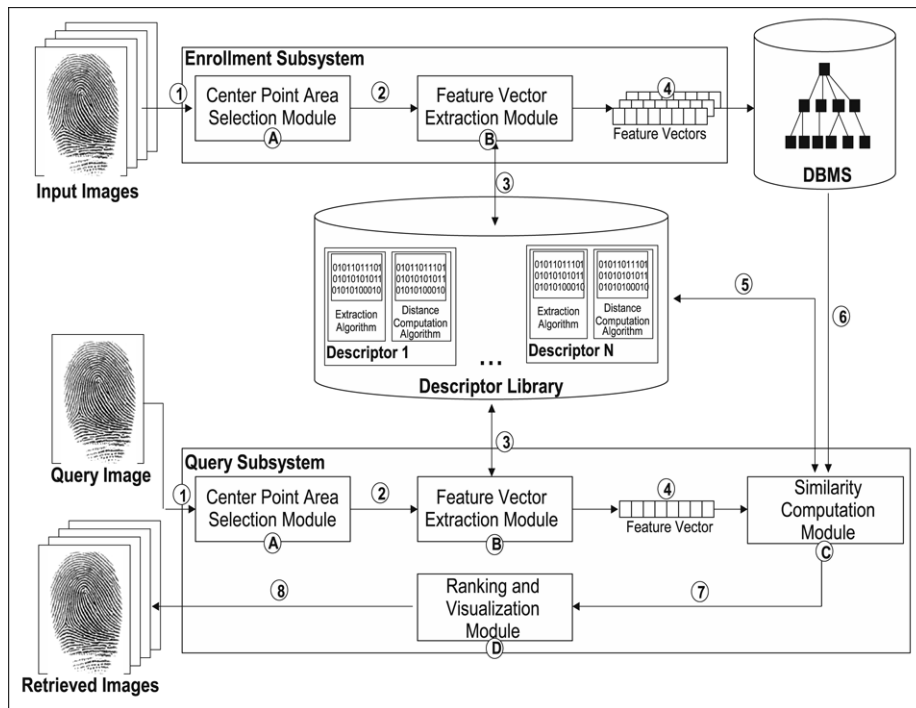 Enrollment Subsystem
1
Center Point Area
Selection Module
A
2
Feature Vector
Extraction Module
B
4
Feature Vectors
DBMS
Input Images
3
01011011101
01010101011
01010100010
Extraction
Algorithm
01011011101
01010101011
01010100010
Distance
Computation
Algorithm
Descriptor 1
...
01011011101
01010101011
01010100010
Extraction
Algorithm
01011011101
01010101011
01010100010
Distance
Computation
Algorithm
Descriptor N
Descriptor Library
5
6
3
Query Image
Query Subsystem
1
Center Point Area
Selection Module
A
2
Feature Vector
Extraction Module
B
4
Feature Vector
Similarity
Computation
Module
C
7
Ranking and
Visualization
Module
D
8
Retrieved Images